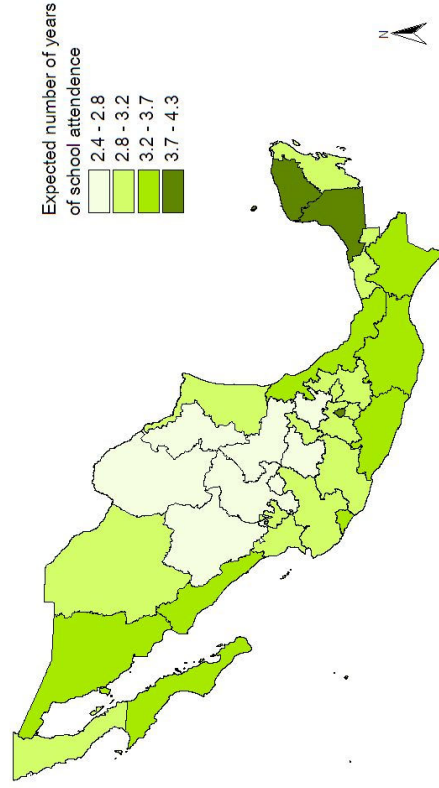 Expected number of years
of school attendence
2.4 - 2.8
2.8 - 3.2
3.2 - 3.7
3.7 - 4.3
N